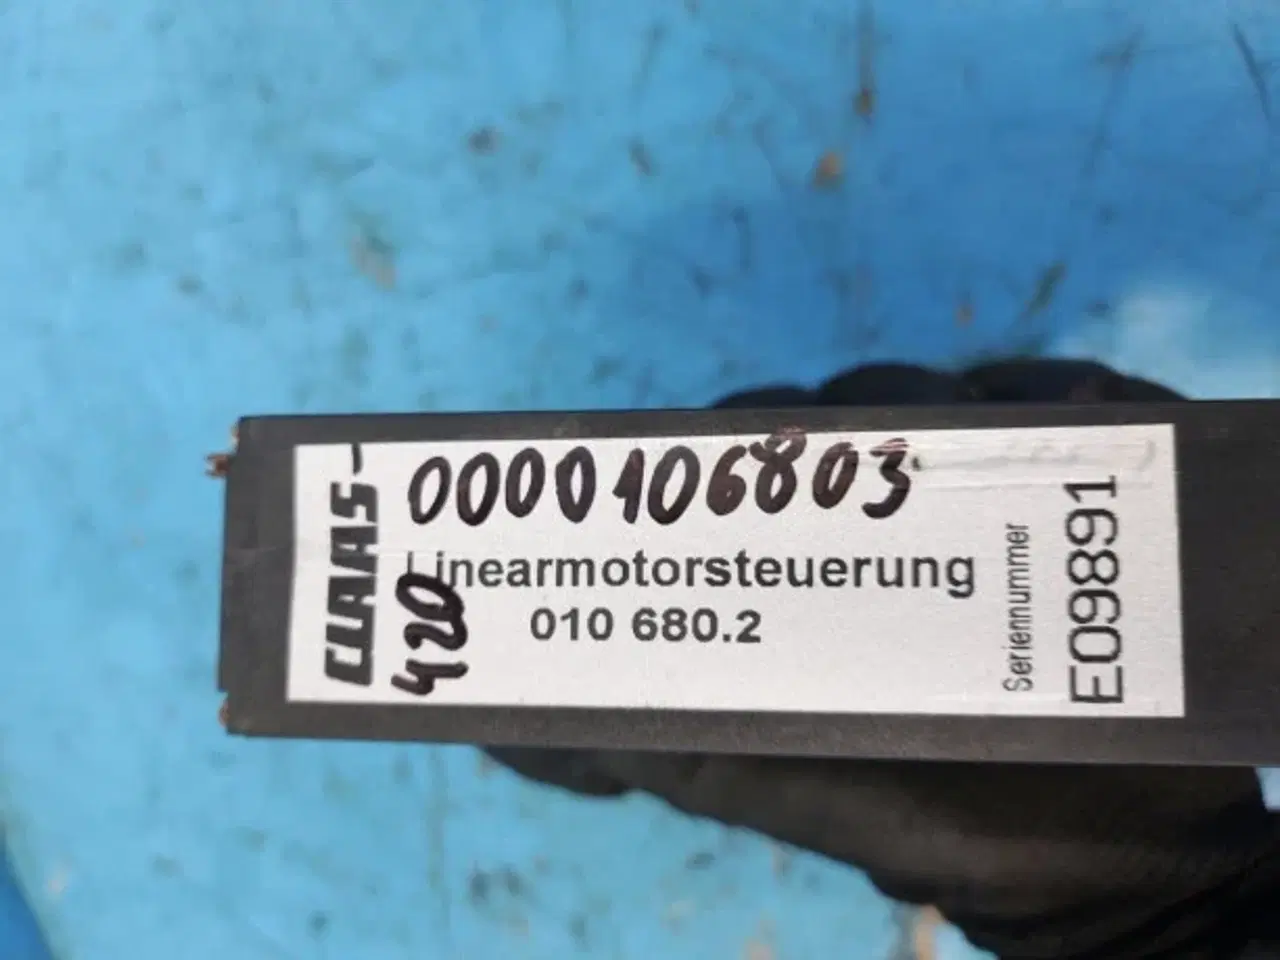 CLAAS
0000106803
Linearmotorsteuerung
010 680.2
420
Seriennummer
E09891